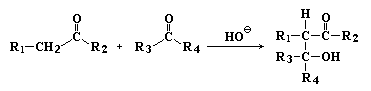 O O H O
R1-CH2-C-R2 + R3-C-R4 HO⊖ R1-C-C-R2
R3-C-OH
R4